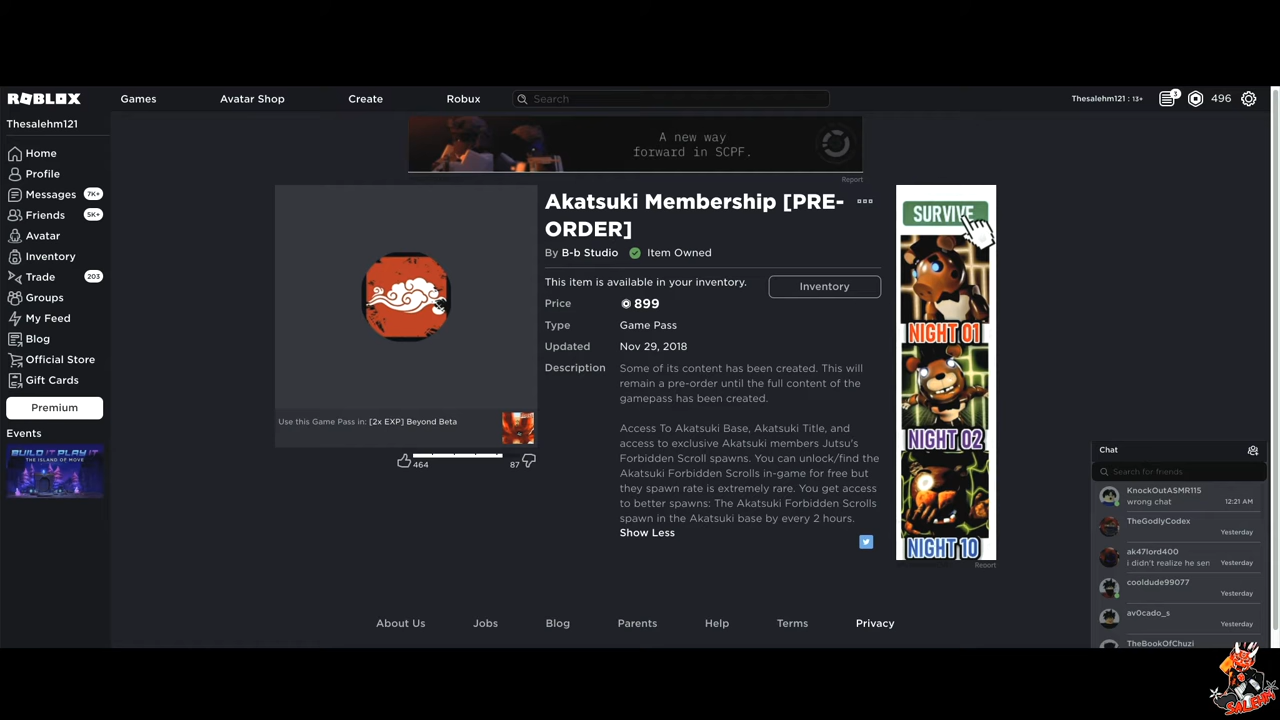 ROBLOX
Games
Avatar Shop
Create
Robux
Search
Thesalehm121 : 13+
3
496
Thesalehm121
Home
Profile
Messages 7K+
Friends 5K+
Avatar
Inventory
Trade 203
Groups
My Feed
Blog
Official Store
Gift Cards
Premium
Events
BUILD IT PLAY IT
THE ISLAND OF MOVE
A new way
forward in SCPF.
Report
Akatsuki Membership [PRE-
ORDER]
By B-b Studio Item Owned
This item is available in your inventory.
Inventory
Price 899
Type Game Pass
Updated Nov 29, 2018
Description Some of its content has been created. This will
remain a pre-order until the full content of the
gamepass has been created.
Access To Akatsuki Base, Akatsuki Title, and
access to exclusive Akatsuki members Jutsu's
Forbidden Scroll spawns. You can unlock/find the
Akatsuki Forbidden Scrolls in-game for free but
they spawn rate is extremely rare. You get access
to better spawns: The Akatsuki Forbidden Scrolls
spawn in the Akatsuki base by every 2 hours.
Show Less
Use this Game Pass in: [2x EXP] Beyond Beta
464
87
SURVIVE
NIGHT 01
NIGHT 02
NIGHT 10
Report
Chat
Search for friends
KnockOutASMR115
wrong chat 12:21 AM
TheGodlyCodex
Yesterday
ak47lord400
i didn't realize he sen Yesterday
cooldude99077
Yesterday
av0cado_s
Yesterday
TheBookOfChuzi
About Us
Jobs
Blog
Parents
Help
Terms
Privacy
SALEHM